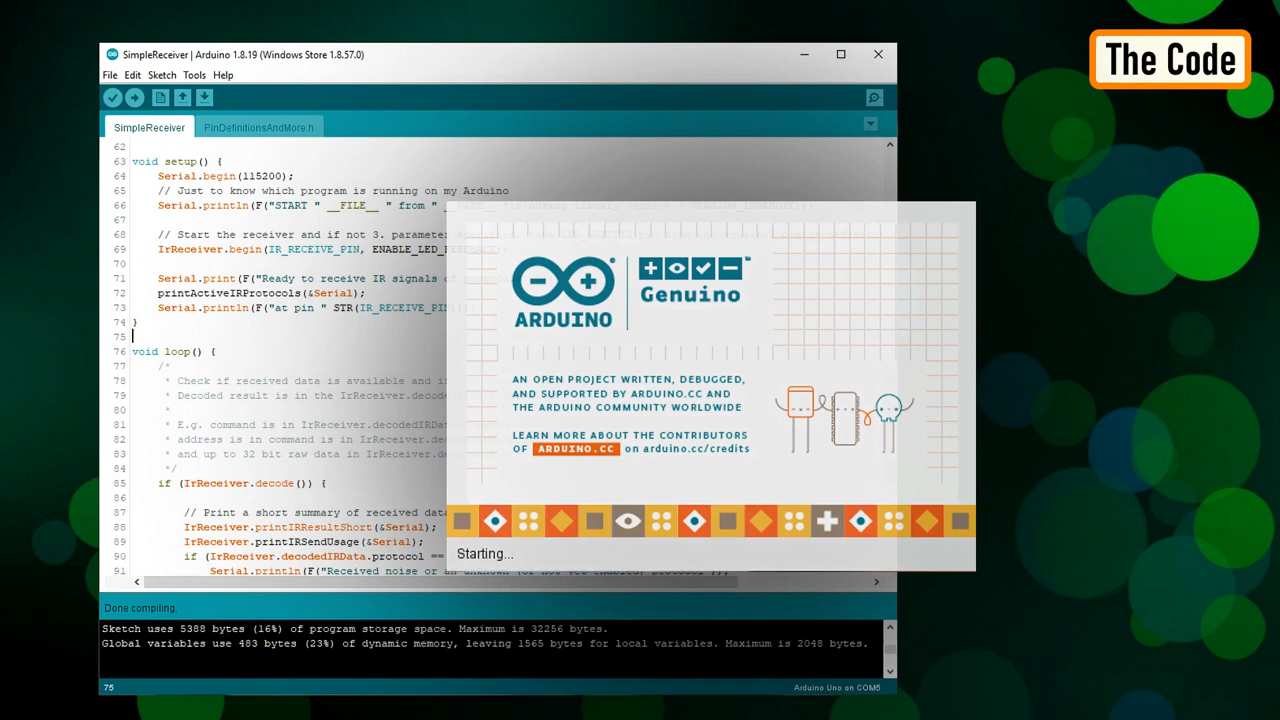 The Code
SimpleReceiver | Arduino 1.8.19 (Windows Store 1.8.57.0)
File Edit Sketch Tools Help
SimpleReceiver PinDefinitionsAndMore.h
62
63 void setup() {
64 Serial.begin(115200);
65 // Just to know which program is running on my Arduino
66 Serial.println(F("START " __FILE__ " from " __DATE__
67
68 // Start the receiver and if not 3. parameter
69 IrReceiver.begin(IR_RECEIVE_PIN, ENABLE_LED_FEEDBACK);
70
71 Serial.print(F("Ready to receive IR signals of
72 printActiveIRProtocols(&Serial);
73 Serial.println(F("at pin " STR(IR_RECEIVE_PIN));
74 }
75
76 void loop() {
77 /*
78 * Check if received data is available and
79 * Decoded result is in the IrReceiver.
80 *
81 * E.g. command is in IrReceiver.decodedIRData
82 * address is in command is in IrReceiver.
83 * and up to 32 bit raw data in IrReceiver.
84 */
85 if (IrReceiver.decode()) {
86
87 // Print a short summary of received data
88 IrReceiver.printIRResultShort(&Serial);
89 IrReceiver.printIRSendUsage(&Serial);
90 if (IrReceiver.decodedIRData.protocol ==
91 Serial.println(F("Received noise or an unknown (or not yet enabled) protocol"));
ARDUINO
Genuino™
AN OPEN PROJECT WRITTEN, DEBUGGED,
AND SUPPORTED BY ARDUINO.CC AND
THE ARDUINO COMMUNITY WORLDWIDE
LEARN MORE ABOUT THE CONTRIBUTORS
OF ARDUINO.CC on arduino.cc/credits
Starting...
Done compiling.
Sketch uses 5388 bytes (16%) of program storage space. Maximum is 32256 bytes.
Global variables use 483 bytes (23%) of dynamic memory, leaving 1565 bytes for local variables. Maximum is 2048 bytes.
75 Arduino Uno on COM5